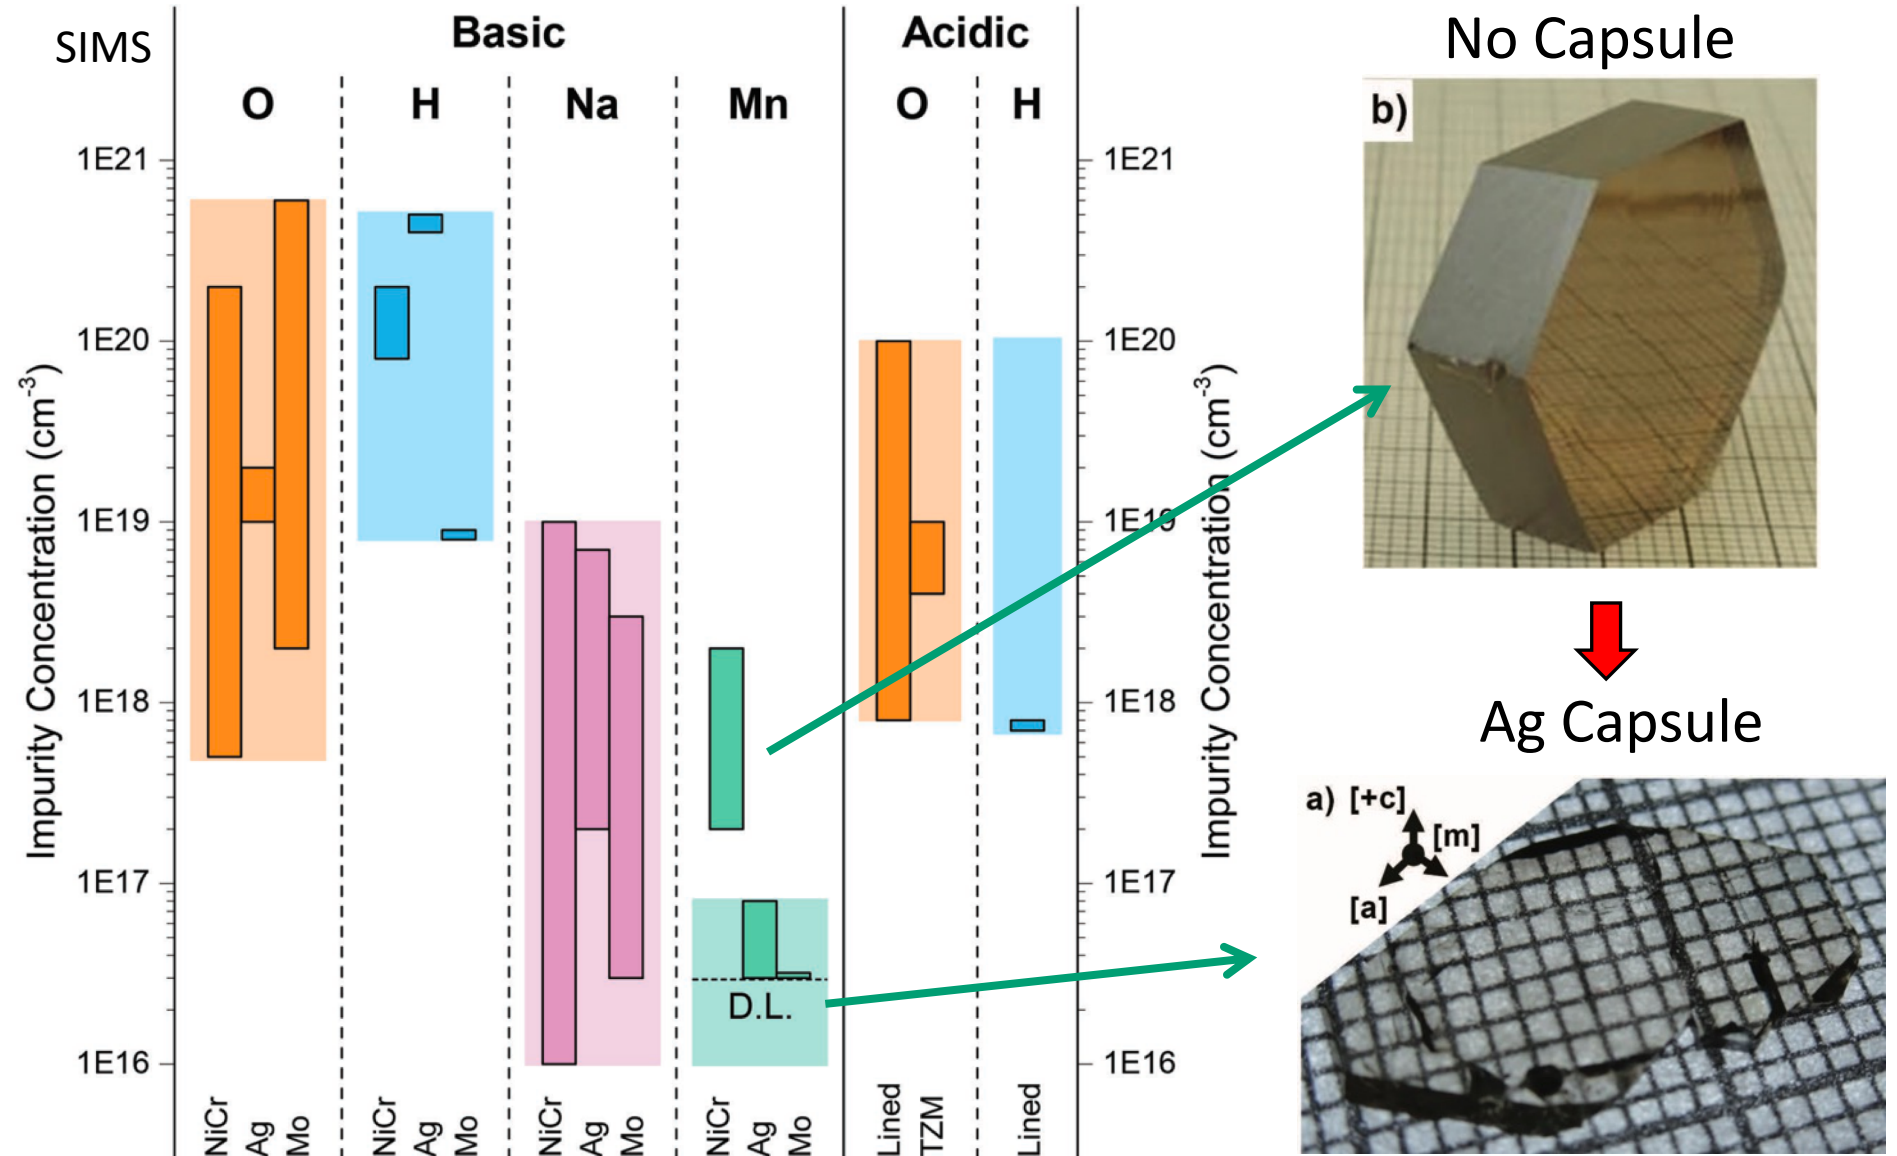 SIMS
Basic
Acidic
O
H
Na
Mn
O
H
1E21
1E20
1E19
1E18
1E17
1E16
Impurity Concentration (cm⁻³)
D.L.
NiCr
Ag
Mo
NiCr
Ag
Mo
NiCr
Ag
Mo
NiCr
Ag
Mo
Lined
TZM
Lined
1E21
1E20
1E19
1E18
1E17
1E16
Impurity Concentration (cm⁻³)
No Capsule
b)
Ag Capsule
a) [+c]
[m]
[a]